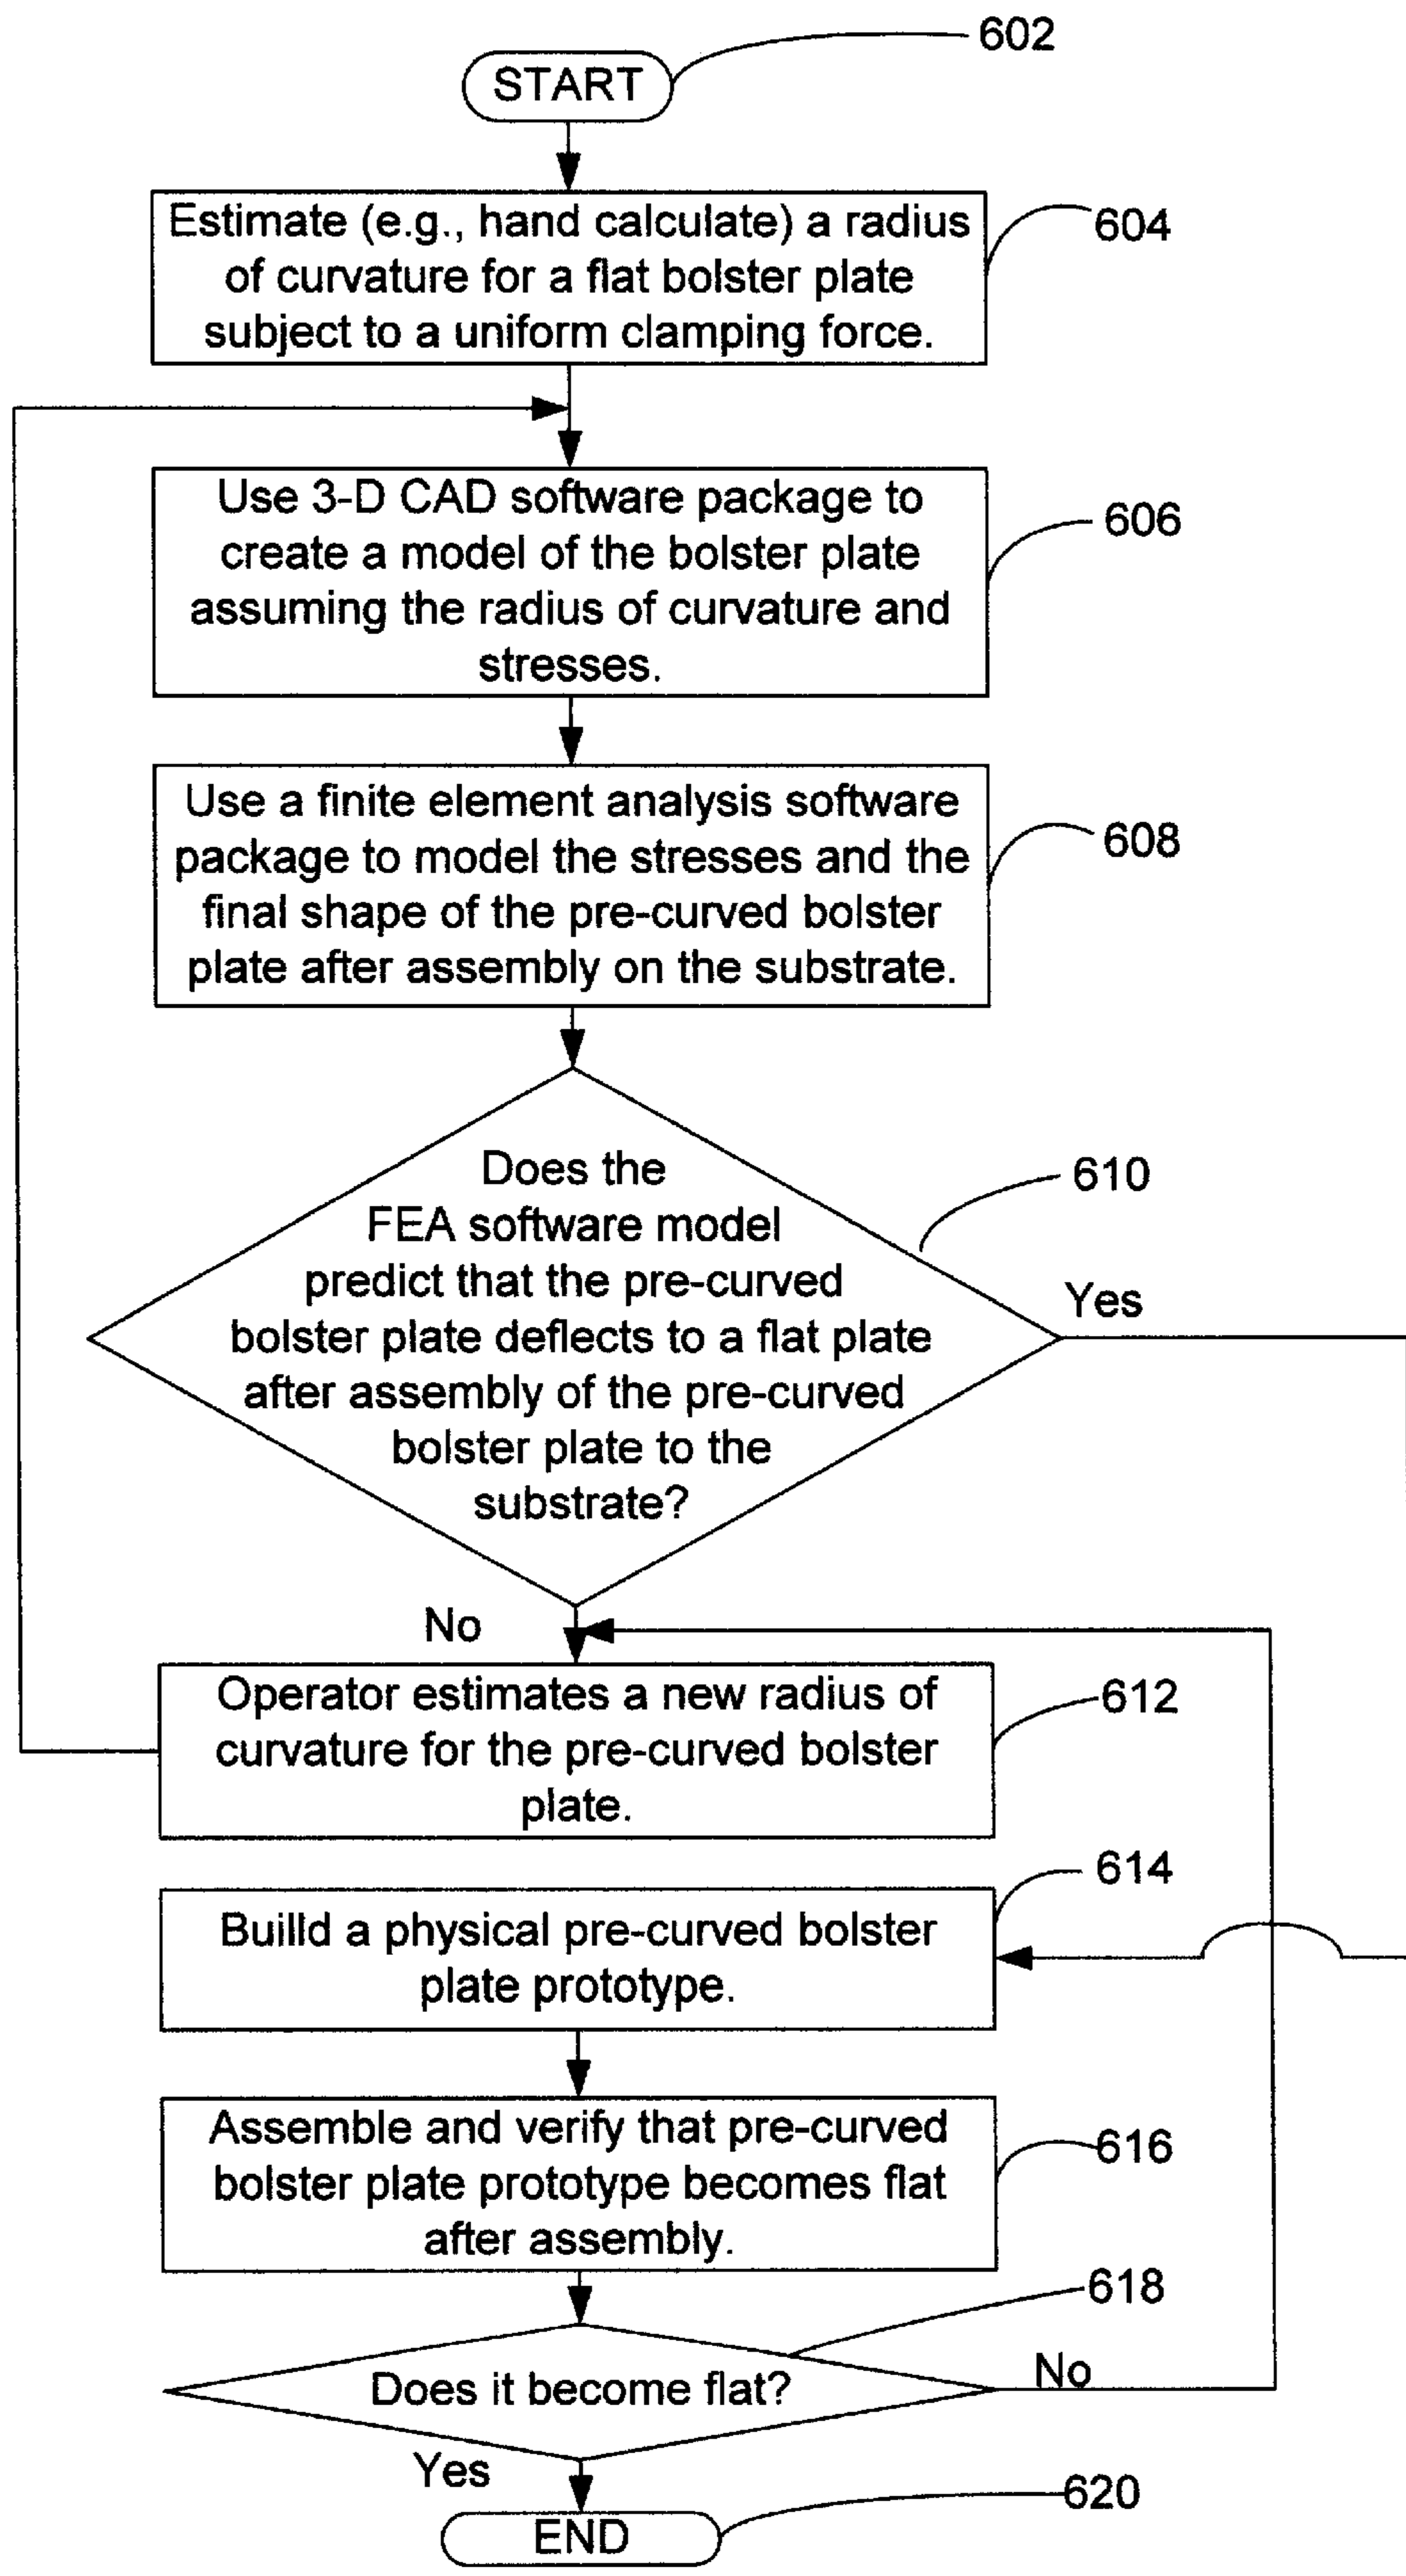 602
START
Estimate (e.g., hand calculate) a radius
of curvature for a flat bolster plate
subject to a uniform clamping force.
604
Use 3-D CAD software package to
create a model of the bolster plate
assuming the radius of curvature and
stresses.
606
Use a finite element analysis software
package to model the stresses and the
final shape of the pre-curved bolster
plate after assembly on the substrate.
608
Does the
FEA software model
predict that the pre-curved
bolster plate deflects to a flat plate
after assembly of the pre-curved
bolster plate to the
substrate?
610
Yes
No
Operator estimates a new radius of
curvature for the pre-curved bolster
plate.
612
614
Builld a physical pre-curved bolster
plate prototype.
Assemble and verify that pre-curved
bolster plate prototype becomes flat
after assembly.
616
618
Does it become flat?
No
Yes
620
END